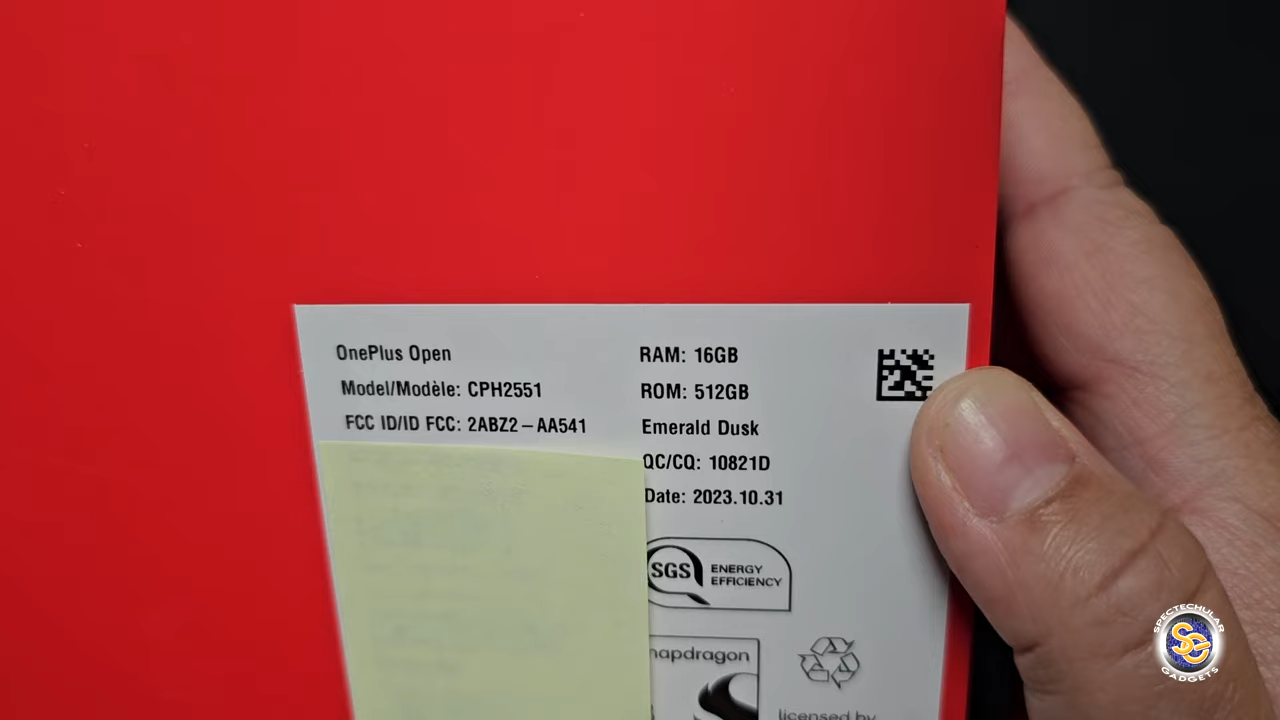 OnePlus Open
Model/Modèle: CPH2551
FCC ID/ID FCC: 2ABZ2-AA541
RAM: 16GB
ROM: 512GB
Emerald Dusk
QC/CQ: 10821D
Date: 2023.10.31
SGS
ENERGY
EFFICIENCY
napdragon
licensed by
SPECTECHULAR
SG
GADGETS